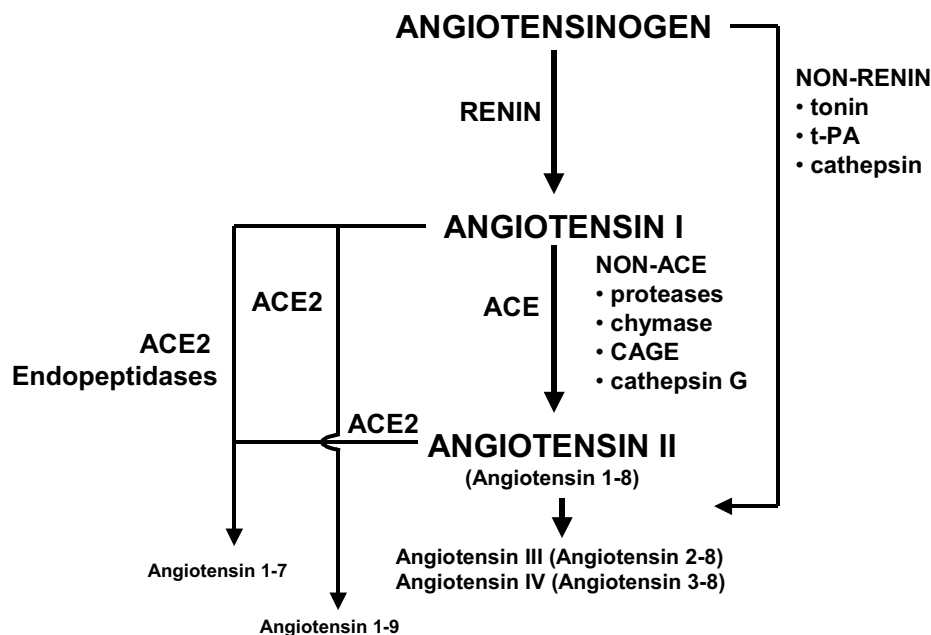 ANGIOTENSINOGEN
NON-RENIN
• tonin
• t-PA
• cathepsin
RENIN
ANGIOTENSIN I
NON-ACE
• proteases
• chymase
• CAGE
• cathepsin G
ACE
ACE2
ACE2
Endopeptidases
ACE2
ANGIOTENSIN II
(Angiotensin 1-8)
Angiotensin III (Angiotensin 2-8)
Angiotensin IV (Angiotensin 3-8)
Angiotensin 1-7
Angiotensin 1-9